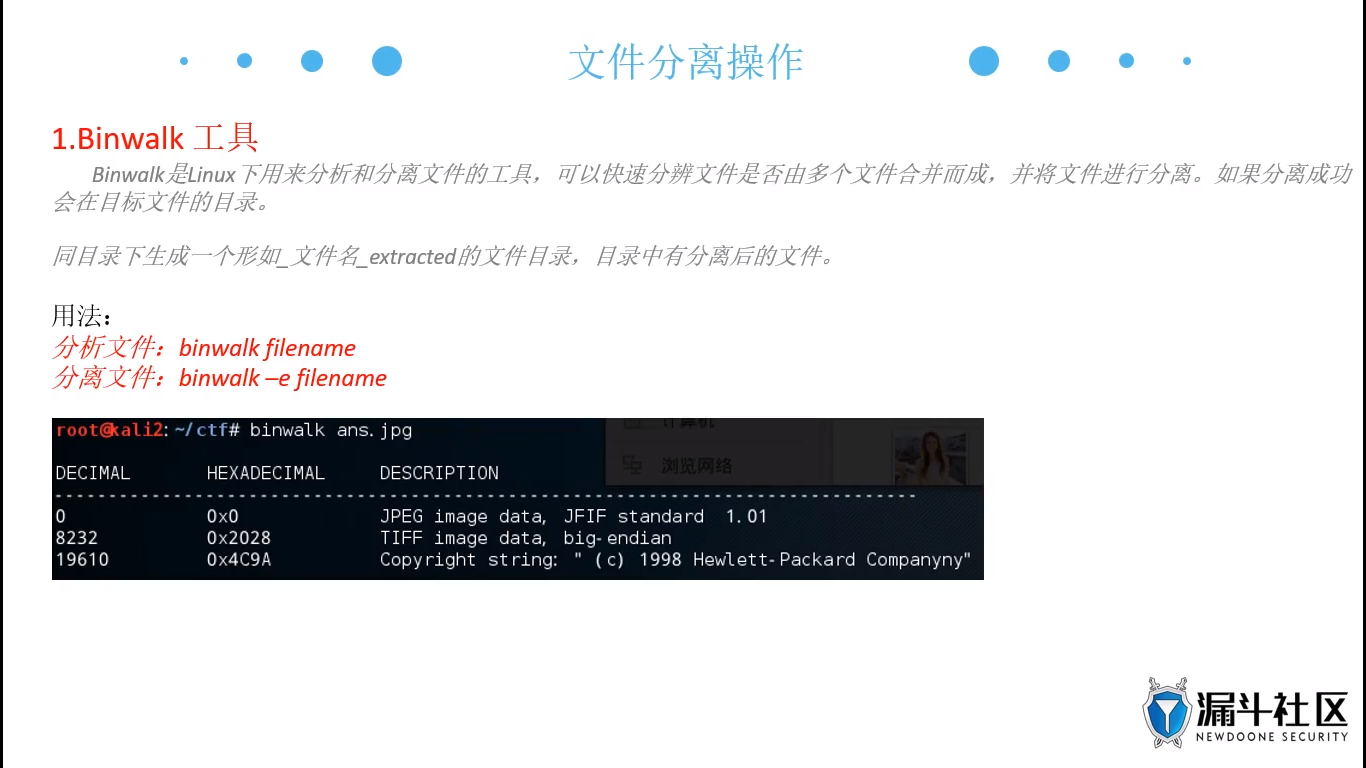 文件分离操作
1.Binwalk 工具
Binwalk是Linux下用来分析和分离文件的工具，可以快速分辨文件是否由多个文件合并而成，并将文件进行分离。如果分离成功
会在目标文件的目录。
同目录下生成一个形如_文件名_extracted的文件目录，目录中有分离后的文件。
用法：
分析文件：binwalk filename
分离文件：binwalk –e filename
root@kali2:~/ctf# binwalk ans.jpg
计算机
浏览网络
DECIMAL HEXADECIMAL DESCRIPTION
--------------------------------------------------------------------------------
0 0x0 JPEG image data, JFIF standard 1.01
8232 0x2028 TIFF image data, big-endian
19610 0x4C9A Copyright string: " (c) 1998 Hewlett-Packard Companyny"
漏斗社区
NEWDOONE SECURITY